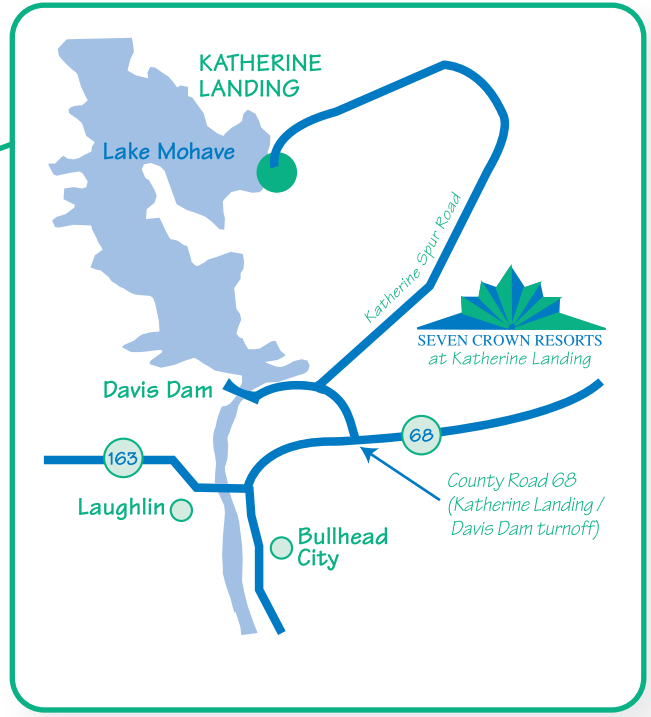 KATHERINE
LANDING
Lake Mohave
Katherine Spur Road
SEVEN CROWN RESORTS
at Katherine Landing
Davis Dam
68
163
County Road 68
(Katherine Landing /
Davis Dam turnoff)
Laughlin
Bullhead
City